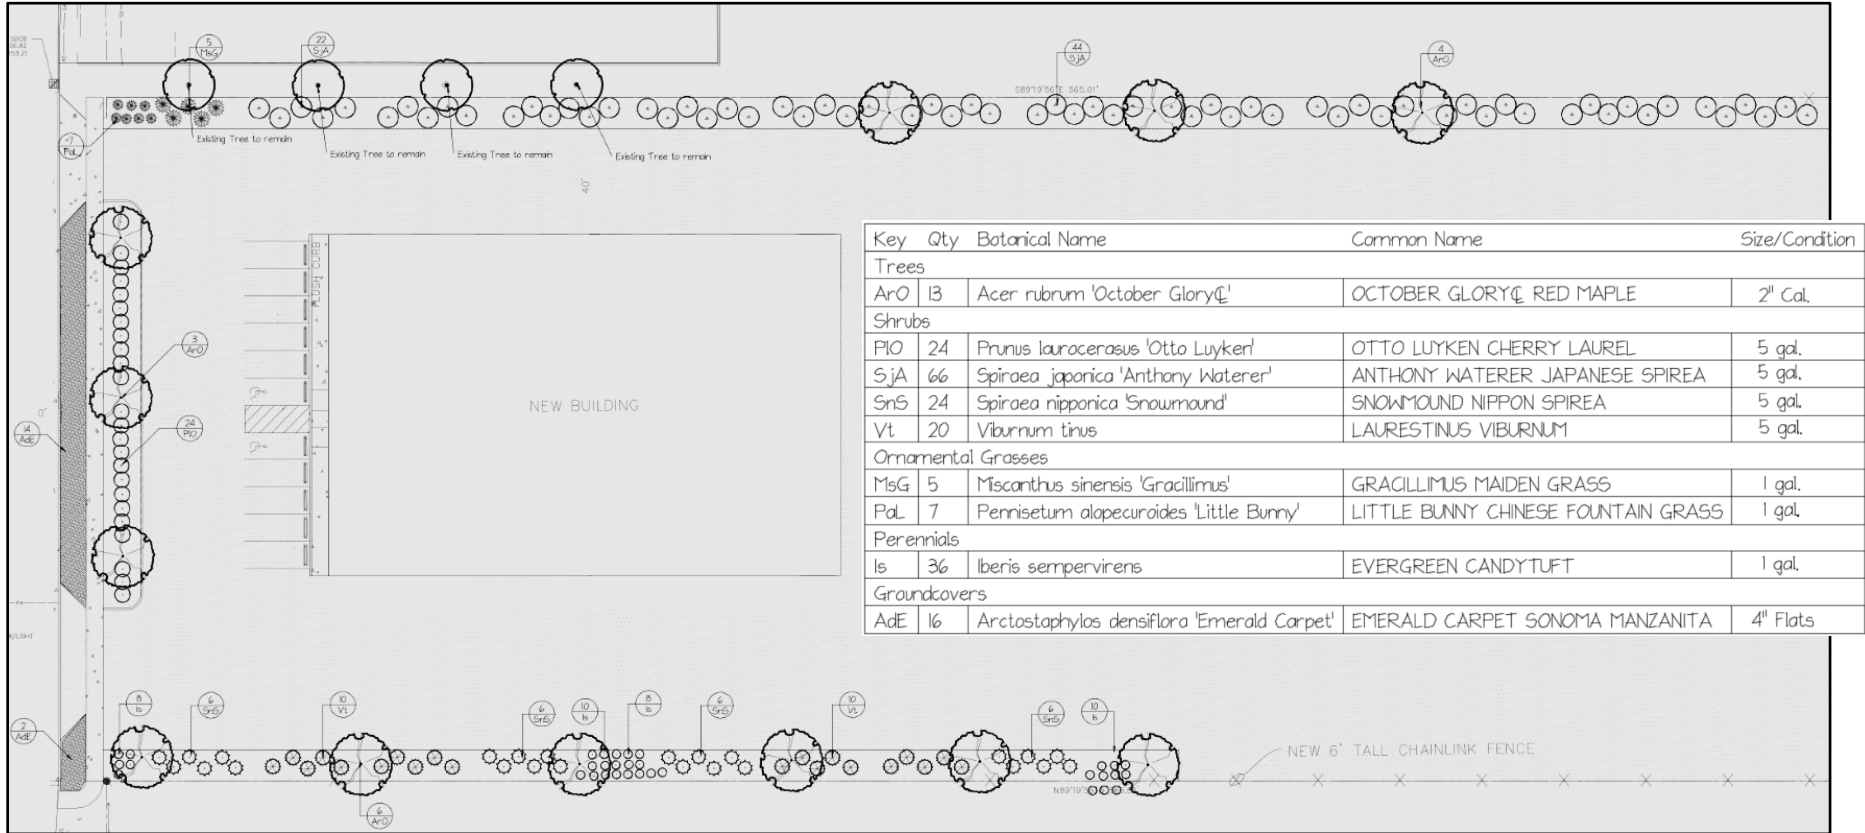 5
MsG
22
SjA
44
SjA
4
ArO
S89°19'56"E 565.01'
7
PaL
Existing Tree to remain
Existing Tree to remain
Existing Tree to remain
Existing Tree to remain
40'
FLUSH CURB
NEW BUILDING
3
ArO
24
PlO
14
AdE
0'
Key Qty Botanical Name Common Name Size/Condition
Trees
ArO 13 Acer rubrum 'October Glory℄' OCTOBER GLORY℄ RED MAPLE 2" Cal.
Shrubs
PlO 24 Prunus laurocerasus 'Otto Luyken' OTTO LUYKEN CHERRY LAUREL 5 gal.
SjA 66 Spiraea japonica 'Anthony Waterer' ANTHONY WATERER JAPANESE SPIREA 5 gal.
SnS 24 Spiraea nipponica 'Snowmound' SNOWMOUND NIPPON SPIREA 5 gal.
Vt 20 Viburnum tinus LAURESTINUS VIBURNUM 5 gal.
Ornamental Grasses
MsG 5 Miscanthus sinensis 'Gracillimus' GRACILLIMUS MAIDEN GRASS 1 gal.
PaL 7 Pennisetum alopecuroides 'Little Bunny' LITTLE BUNNY CHINESE FOUNTAIN GRASS 1 gal.
Perennials
Is 36 Iberis sempervirens EVERGREEN CANDYTUFT 1 gal.
Groundcovers
AdE 16 Arctostaphylos densiflora 'Emerald Carpet' EMERALD CARPET SONOMA MANZANITA 4" Flats
2
AdE
8
Is
6
SnS
10
Vt
6
SnS
10
Is
8
Is
6
SnS
10
Vt
6
SnS
10
Is
6
ArO
NEW 6' TALL CHAINLINK FENCE